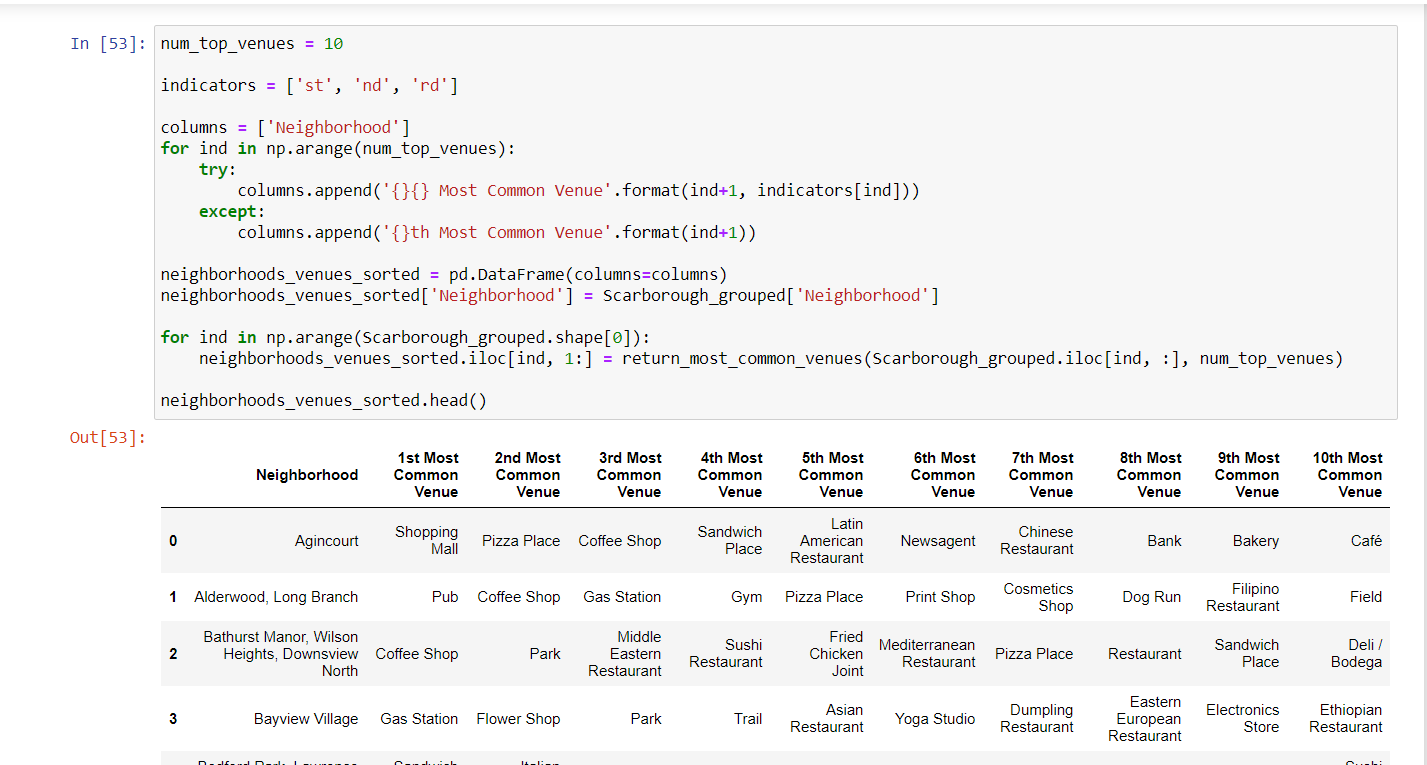 In [53]: num_top_venues = 10
indicators = ['st', 'nd', 'rd']
columns = ['Neighborhood']
for ind in np.arange(num_top_venues):
    try:
        columns.append('{}{} Most Common Venue'.format(ind+1, indicators[ind]))
    except:
        columns.append('{}th Most Common Venue'.format(ind+1))
neighborhoods_venues_sorted = pd.DataFrame(columns=columns)
neighborhoods_venues_sorted['Neighborhood'] = Scarborough_grouped['Neighborhood']
for ind in np.arange(Scarborough_grouped.shape[0]):
    neighborhoods_venues_sorted.iloc[ind, 1:] = return_most_common_venues(Scarborough_grouped.iloc[ind, :], num_top_venues)
neighborhoods_venues_sorted.head()
Out[53]:
Neighborhood 1st Most Common Venue 2nd Most Common Venue 3rd Most Common Venue 4th Most Common Venue 5th Most Common Venue 6th Most Common Venue 7th Most Common Venue 8th Most Common Venue 9th Most Common Venue 10th Most Common Venue
0 Agincourt Shopping Mall Pizza Place Coffee Shop Sandwich Place Latin American Restaurant Newsagent Chinese Restaurant Bank Bakery Café
1 Alderwood, Long Branch Pub Coffee Shop Gas Station Gym Pizza Place Print Shop Cosmetics Shop Dog Run Filipino Restaurant Field
2 Bathurst Manor, Wilson Heights, Downsview North Coffee Shop Park Middle Eastern Restaurant Sushi Restaurant Fried Chicken Joint Mediterranean Restaurant Pizza Place Restaurant Sandwich Place Deli / Bodega
3 Bayview Village Gas Station Flower Shop Park Trail Asian Restaurant Yoga Studio Dumpling Restaurant Eastern European Restaurant Electronics Store Ethiopian Restaurant